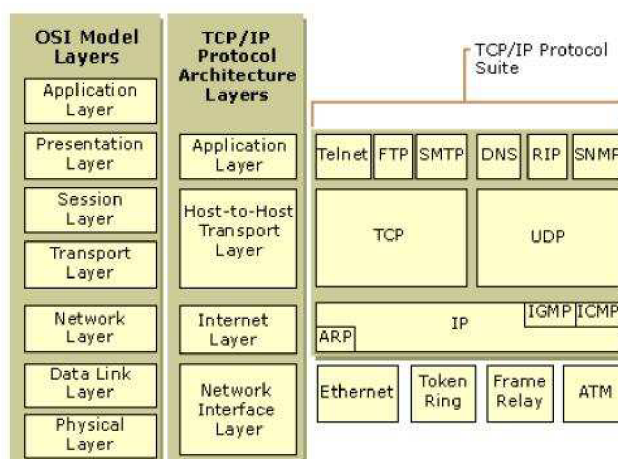 OSI Model
Layers
Application
Layer
Presentation
Layer
Session
Layer
Transport
Layer
Network
Layer
Data Link
Layer
Physical
Layer
TCP/IP
Protocol
Architecture
Layers
Application
Layer
Host-to-Host
Transport
Layer
Internet
Layer
Network
Interface
Layer
TCP/IP Protocol
Suite
Telnet FTP SMTP DNS RIP SNMP
TCP UDP
IP IGMP ICMP
ARP
Ethernet
Token
Ring
Frame
Relay
ATM